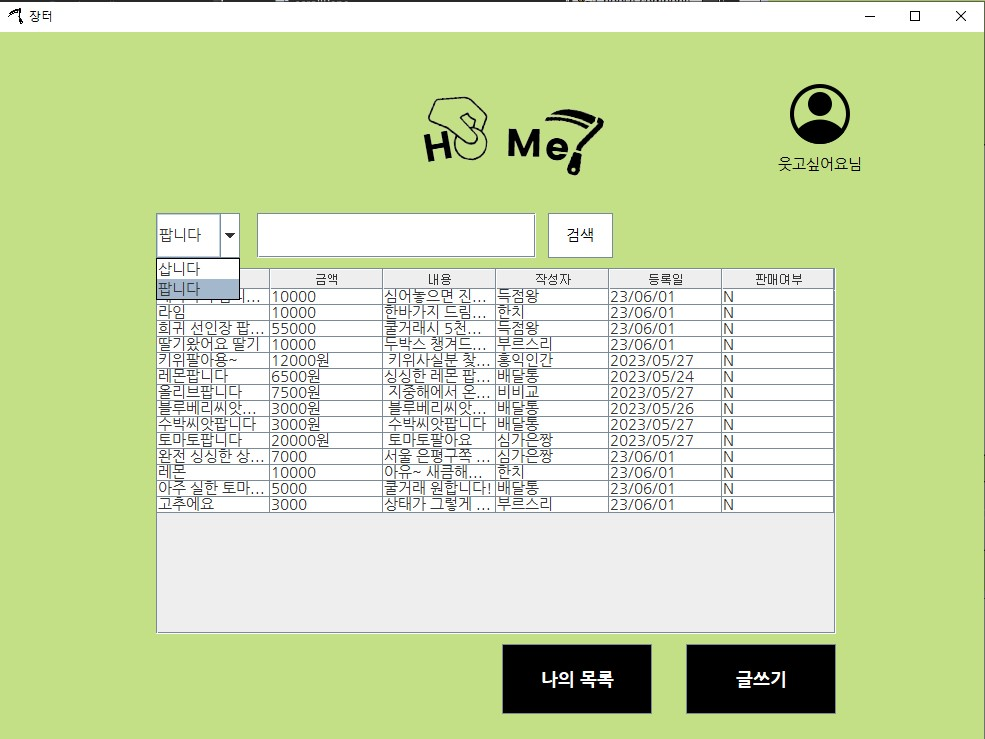 장터
Ho Me?
웃고싶어요님
팝니다
검색
삽니다
팝니다
금액 내용 작성자 등록일 판매여부
10000 심어놓으면 진... 득점왕 23/06/01 N
라임 10000 한바가지 드림... 한치 23/06/01 N
희귀 선인장 팝... 55000 쿨거래시 5천... 득점왕 23/06/01 N
딸기왔어요 딸기 10000 두박스 챙겨드... 부르스리 23/06/01 N
키위팔아용~ 12000원 키위사실분 찾... 홍익인간 2023/05/27 N
레몬팝니다 6500원 싱싱한 레몬 팝... 배달통 2023/05/24 N
올리브팝니다 7500원 지중해에서 온... 비비교 2023/05/27 N
블루베리씨앗... 3000원 블루베리씨앗... 배달통 2023/05/26 N
수박씨앗팝니다 3000원 수박씨앗팝니다 배달통 2023/05/27 N
토마토팝니다 20000원 토마토팔아요 심가은짱 2023/05/27 N
완전 싱싱한 상... 7000 서울 은평구쪽 ... 심가은짱 23/06/01 N
레몬 10000 아유~ 새콤해... 한치 23/06/01 N
아주 실한 토마... 5000 쿨거래 원합니다! 배달통 23/06/01 N
고추에요 3000 상태가 그렇게 ... 부르스리 23/06/01 N
나의 목록
글쓰기